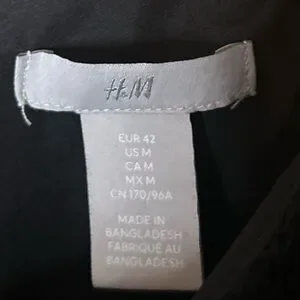 H&M
EUR 42
US M
CA M
MX M
CN 170/96A
MADE IN
BANGLADESH
FABRIQUÉ AU
BANGLADESH